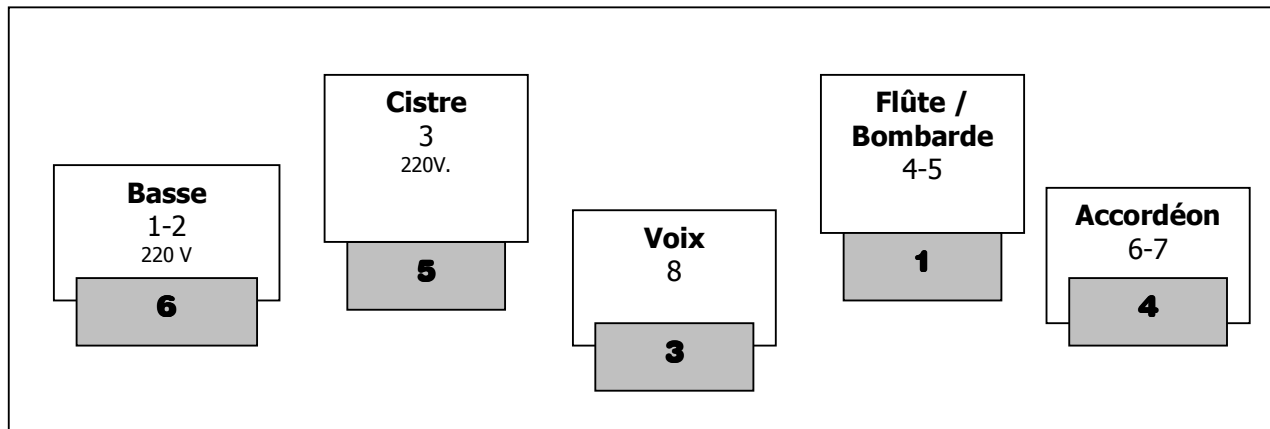 Basse
1-2
220 V
6
Cistre
3
220V.
5
Voix
8
3
Flûte /
Bombarde
4-5
1
Accordéon
6-7
4